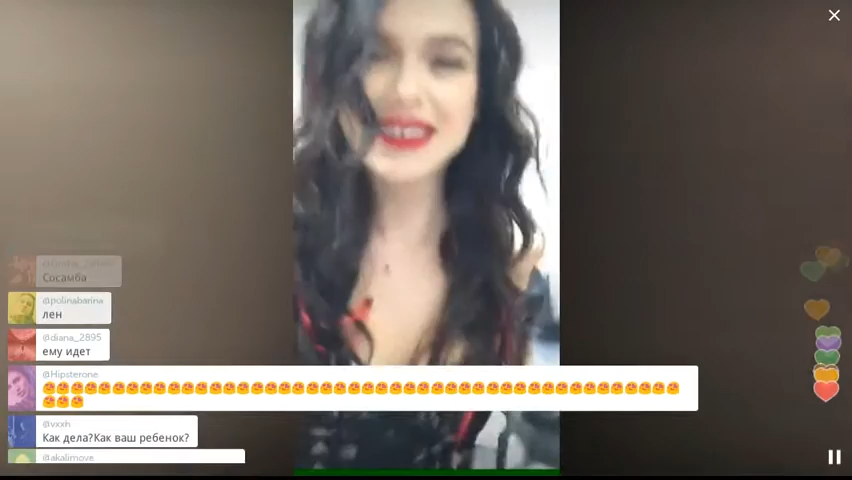 Сосамба
@polinabarina
лен
@diana_2895
ему идет
@Hipsterone
@vxxh
Как дела?Как ваш ребенок?
@akalimove